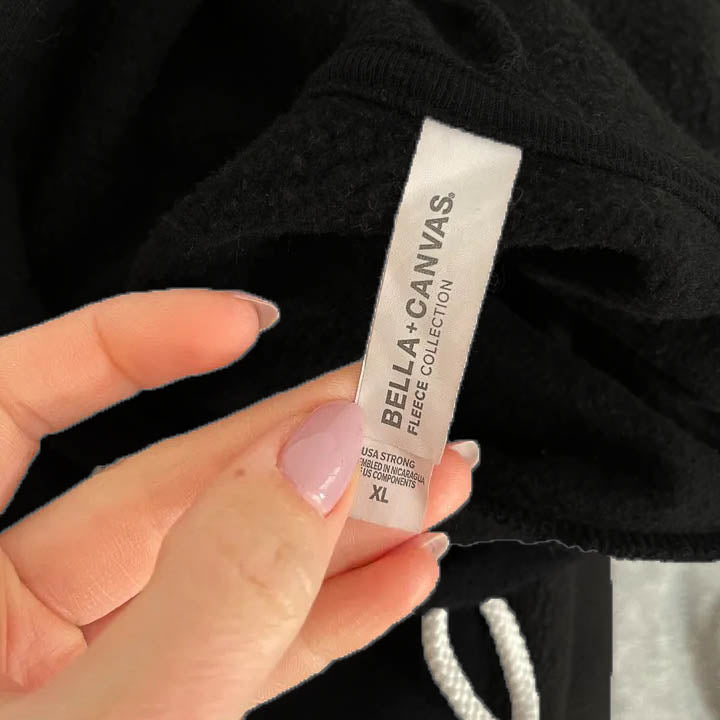 BELLA+CANVAS®
FLEECE COLLECTION
USA STRONG
IN NICARAGUA
US COMPONENTS
XL